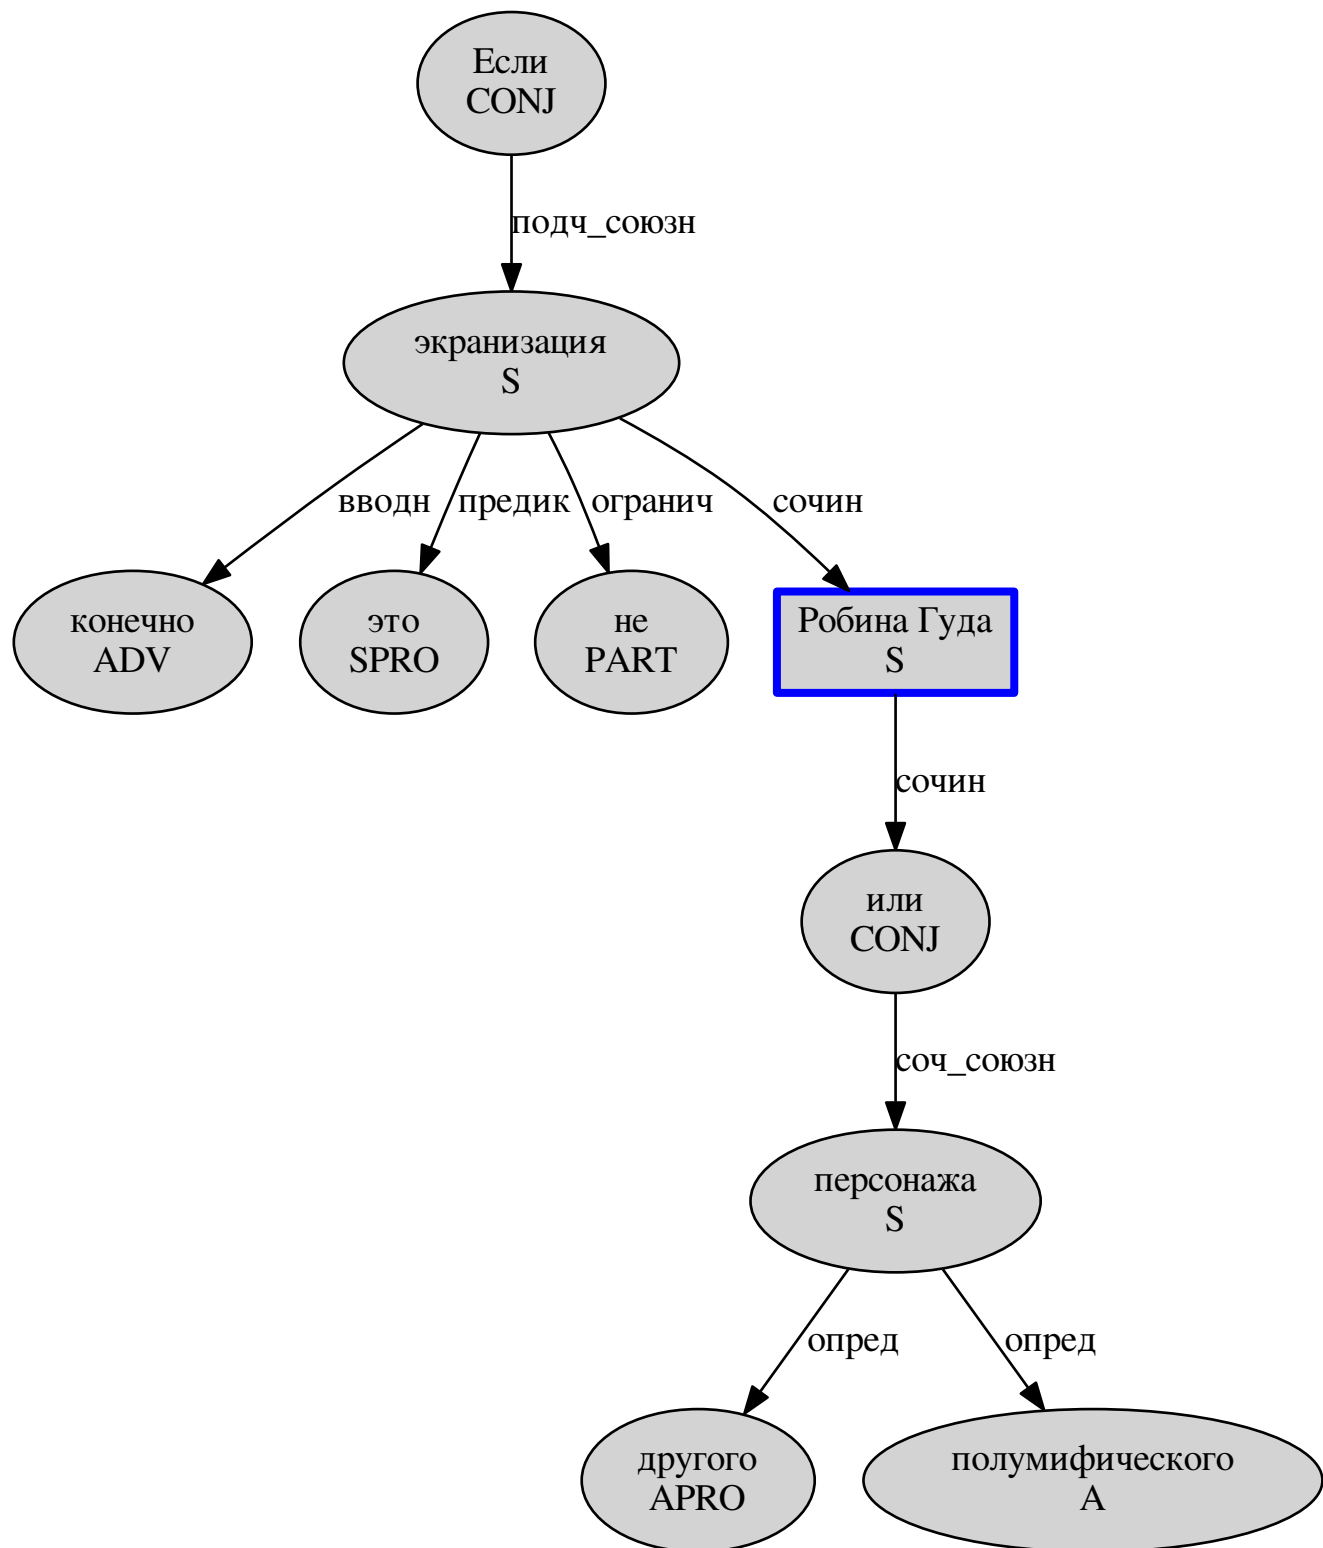 Если
CONJ
подч_союзн
экранизация
S
вводн
предик
огранич
сочин
конечно
ADV
это
SPRO
не
PART
Робина Гуда
S
сочин
или
CONJ
соч_союзн
персонажа
S
опред
опред
другого
APRO
полумифического
A